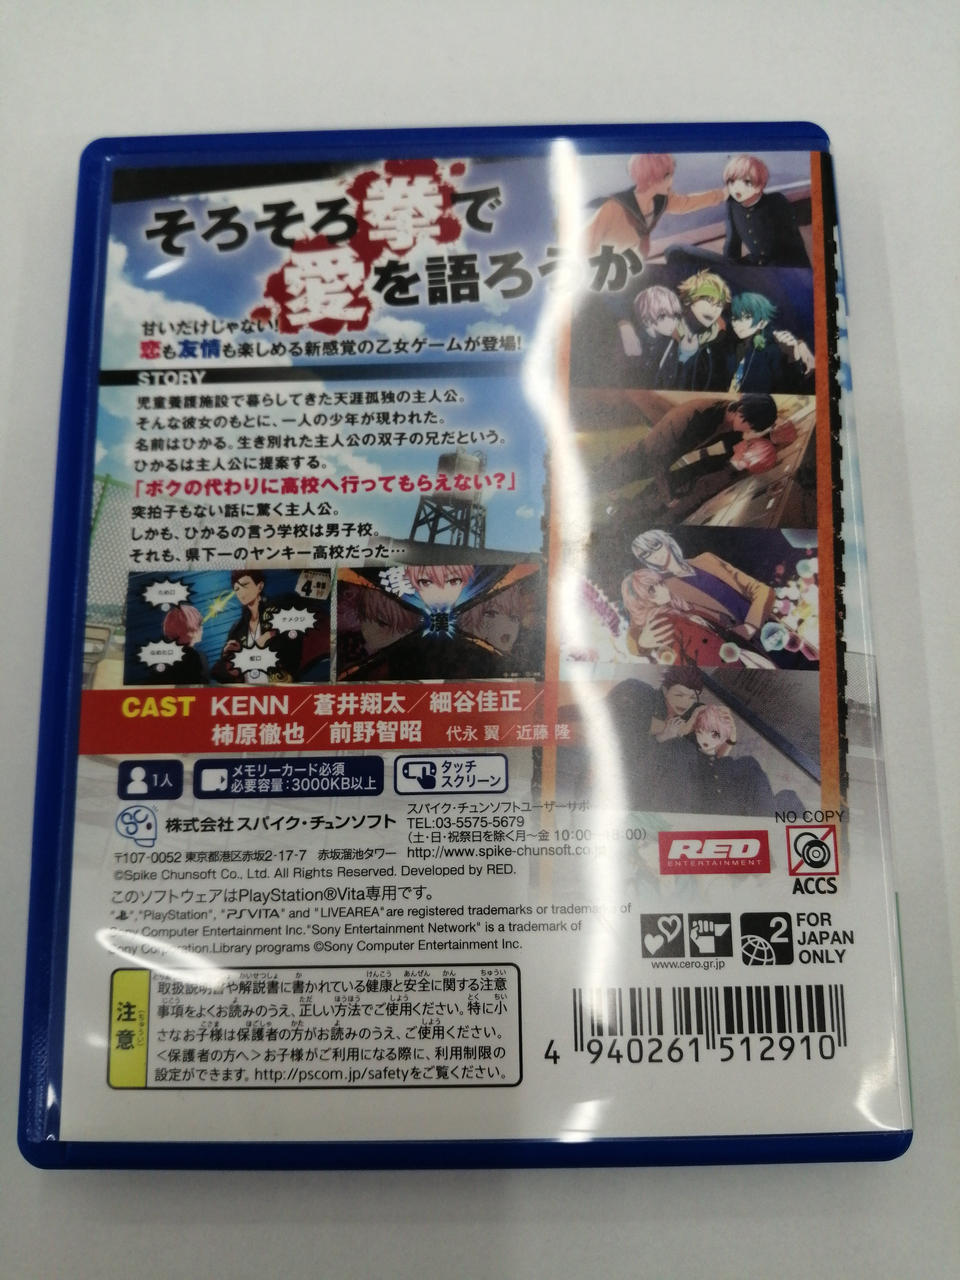 そろそろ拳で
愛を語ろうか
甘いだけじゃない!
恋も友情も楽しめる新感覚の乙女ゲームが登場!
STORY
児童養護施設で暮らしてきた天涯孤独の主人公。
そんな彼女のもとに、一人の少年が現われた。
名前はひかる。生き別れた主人公の双子の兄だという。
ひかるは主人公に提案する。
「ボクの代わりに高校へ行ってもらえない?」
突拍子もない話に驚く主人公。
しかも、ひかるの言う学校は男子校。
それも、県下一のヤンキー高校だった…
ため口
ナメクジ
蛇口
漢
漢
CAST KENN／蒼井翔太／細谷佳正／
柿原徹也／前野智昭 代永 翼／近藤 隆
1人
メモリーカード必須
必要容量:3000KB以上
タッチ
スクリーン
株式会社スパイク・チュンソフト
スパイク・チュンソフトユーザーサポ
TEL:03-5575-5679
(土・日・祝祭日を除く月〜金 10:00〜18:00)
〒107-0052 東京都港区赤坂2-17-7 赤坂溜池タワー http://www.spike-chunsoft.co.jp
©Spike Chunsoft Co., Ltd. All Rights Reserved. Developed by RED.
RED
ENTERTAINMENT
NO COPY
ACCS
このソフトウェアはPlayStation®Vita専用です。
"PlayStation", "PSVITA" and "LIVEAREA" are registered trademarks or trademarks of
Sony Computer Entertainment Inc. "Sony Entertainment Network" is a trademark of
Sony Corporation. Library programs ©Sony Computer Entertainment Inc.
www.cero.gr.jp
2
FOR
JAPAN
ONLY
注意
ちゅうい
取扱説明書や解説書に書かれている健康と安全に関する注意
事項をよくお読みのうえ、正しい方法でご使用ください。特に小
さなお子様は保護者の方がお読みのうえ、ご使用ください。
＜保護者の方へ＞お子様がご利用になる際に、利用制限の
設定ができます。http://pscom.jp/safetyをご覧ください。
4 940261 512910